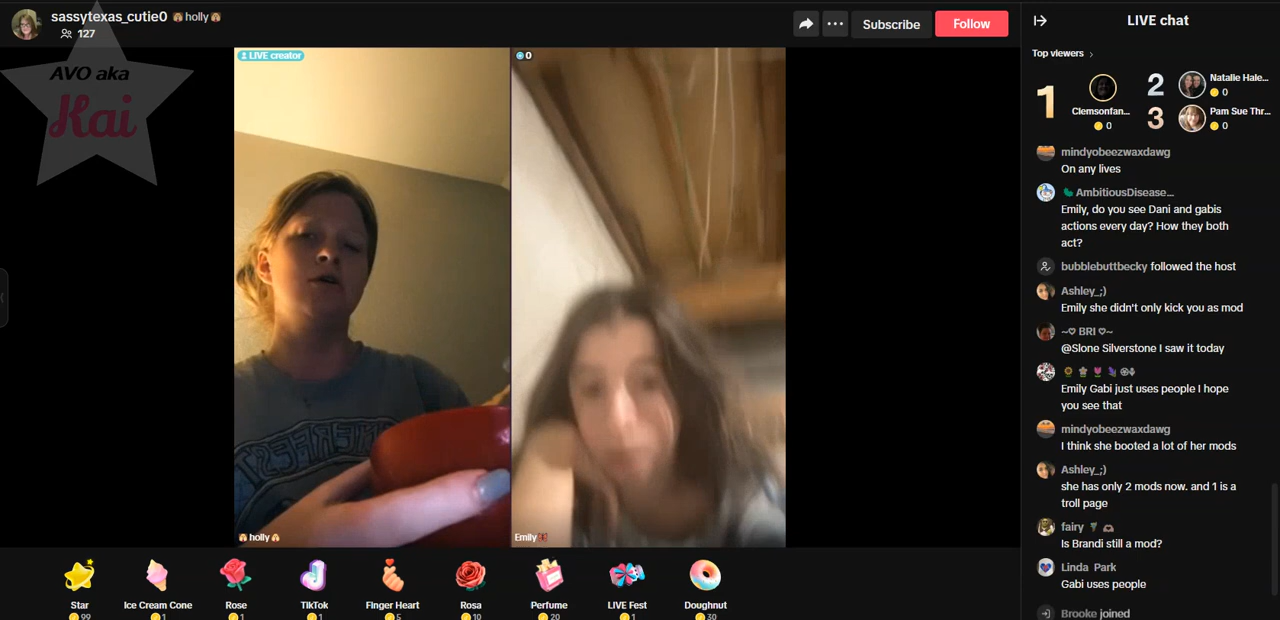 sassytexas_cutie0 🙈holly🙈
127
AVO aka
Kai
Subscribe
Follow
LIVE creator
0
🙈holly🙈
Emily
Star
99
Ice Cream Cone
1
Rose
1
TikTok
1
Finger Heart
5
Rosa
10
Perfume
20
LIVE Fest
1
Doughnut
30
LIVE chat
Top viewers
1
Clemsonfan...
0
2
Natalie Hale...
0
3
Pam Sue Thr...
0
mindyobeezwaxdawg
On any lives
AmbitiousDisease...
Emily, do you see Dani and gabis
actions every day? How they both
act?
bubblebuttbecky followed the host
Ashley_;)
Emily she didn't only kick you as mod
~♡ BRI ♡~
@Slone Silverstone I saw it today
Emily Gabi just uses people I hope
you see that
mindyobeezwaxdawg
I think she booted a lot of her mods
Ashley_;)
she has only 2 mods now. and 1 is a
troll page
fairy
Is Brandi still a mod?
Linda Park
Gabi uses people
Brooke joined